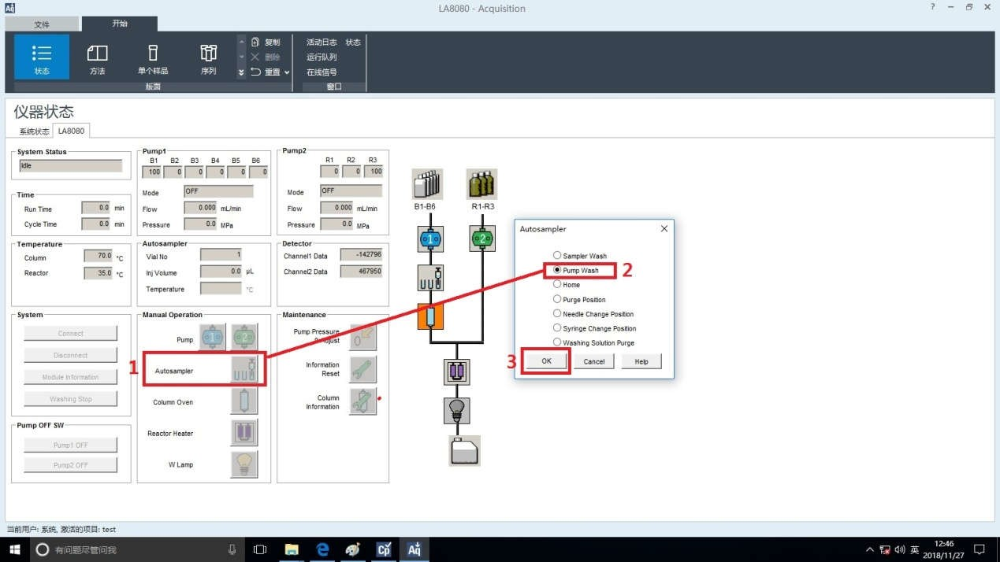 Aq
LA8080 - Acquisition
文件
开始
状态
方法
单个样品
序列
复制
删除
重置
版面
活动日志 状态
运行队列
在线信号
窗口
仪器状态
系统状态
LA8080
System Status
Idle
Time
Run Time 0.0 min
Cycle Time 0.0 min
Temperature
Column 70.0 °C
Reactor 35.0 °C
System
Connect
Disconnect
Module Information
Washing Stop
Pump OFF SW
Pump1 OFF
Pump2 OFF
Pump1
B1 B2 B3 B4 B5 B6
100 0 0 0 0 0
Mode OFF
Flow 0.000 mL/min
Pressure 0.0 MPa
Autosampler
Vial No 1
Inj Volume 0.0 µL
Temperature °C
Manual Operation
Pump 1 2
1
Autosampler
Column Oven
Reactor Heater
W Lamp
Pump2
R1 R2 R3
0 0 100
Mode OFF
Flow 0.000 mL/min
Pressure 0.0 MPa
Detector
Channel1 Data -142796
Channel2 Data 467950
Maintenance
Pump Pressure
0 Adjust
Information
Reset
Column
Information
B1-B6
R1-R3
1
2
Autosampler
Sampler Wash
Pump Wash 2
Home
Purge Position
Needle Change Position
Syringe Change Position
Washing Solution Purge
3 OK Cancel Help
当前用户: 系统, 激活的项目: test
有问题尽管问我
Cp
Aq
英
12:46
2018/11/27